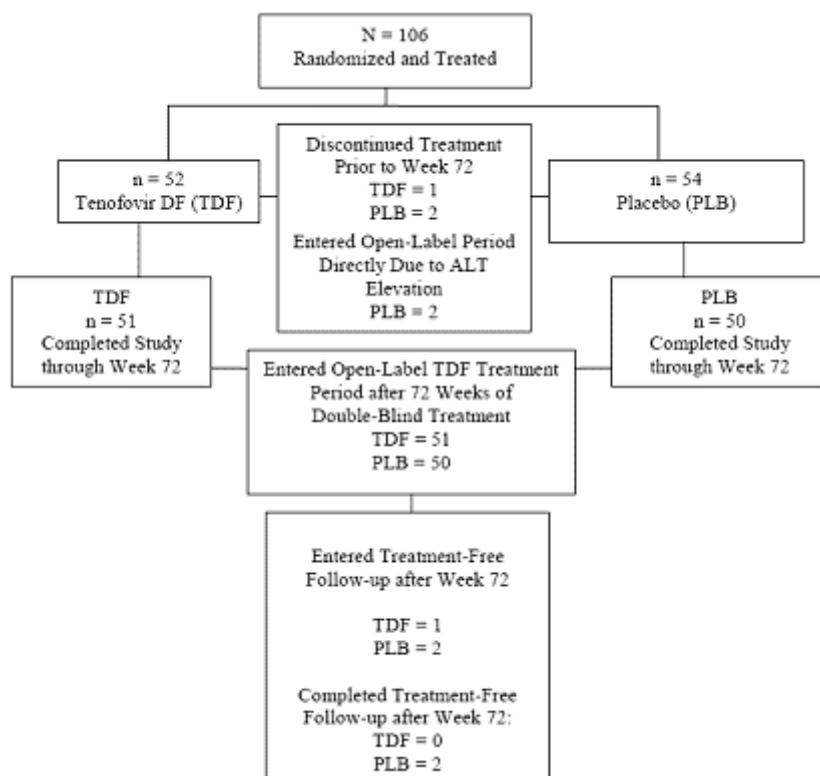 N = 106
Randomized and Treated
n = 52
Tenofovir DF (TDF)
Discontinued Treatment
Prior to Week 72
TDF = 1
PLB = 2
Entered Open-Label Period
Directly Due to ALT
Elevation
PLB = 2
n = 54
Placebo (PLB)
TDF
n = 51
Completed Study
through Week 72
PLB
n = 50
Completed Study
through Week 72
Entered Open-Label TDF Treatment
Period after 72 Weeks of
Double-Blind Treatment
TDF = 51
PLB = 50
Entered Treatment-Free
Follow-up after Week 72
TDF = 1
PLB = 2
Completed Treatment-Free
Follow-up after Week 72:
TDF = 0
PLB = 2